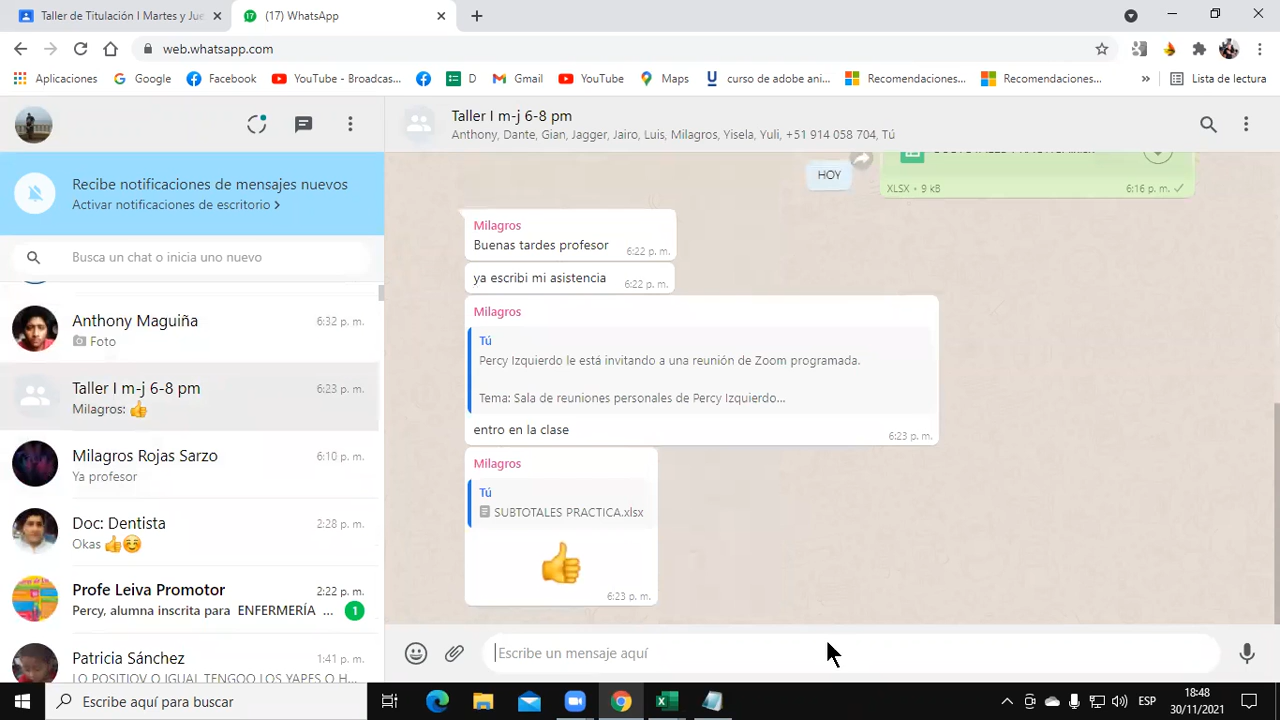 Taller de Titulación I Martes y Jue
(17) WhatsApp
web.whatsapp.com
Aplicaciones
Google
Facebook
YouTube - Broadcas...
D
Gmail
YouTube
Maps
curso de adobe ani...
Recomendaciones...
Recomendaciones...
»
Lista de lectura
Taller I m-j 6-8 pm
Anthony, Dante, Gian, Jagger, Jairo, Luis, Milagros, Yisela, Yuli, +51 914 058 704, Tú
Recibe notificaciones de mensajes nuevos
Activar notificaciones de escritorio >
Busca un chat o inicia uno nuevo
Anthony Maguiña
6:32 p. m.
Foto
Taller I m-j 6-8 pm
6:23 p. m.
Milagros: 👍
Milagros Rojas Sarzo
6:10 p. m.
Ya profesor
Doc: Dentista
2:28 p. m.
Okas 👍☺️
Profe Leiva Promotor
2:22 p. m.
Percy, alumna inscrita para ENFERMERÍA ...
1
Patricia Sánchez
1:41 p. m.
LO POSITIOV O IGUAL TENGOO LOS YAPES O H...
HOY
XLSX • 9 kB
6:16 p. m.
Milagros
Buenas tardes profesor
6:22 p. m.
ya escribi mi asistencia
6:22 p. m.
Milagros
Tú
Percy Izquierdo le está invitando a una reunión de Zoom programada.
Tema: Sala de reuniones personales de Percy Izquierdo...
entro en la clase
6:23 p. m.
Milagros
Tú
SUBTOTALES PRACTICA.xlsx
👍
6:23 p. m.
Escribe un mensaje aquí
Escribe aquí para buscar
ESP
18:48
30/11/2021